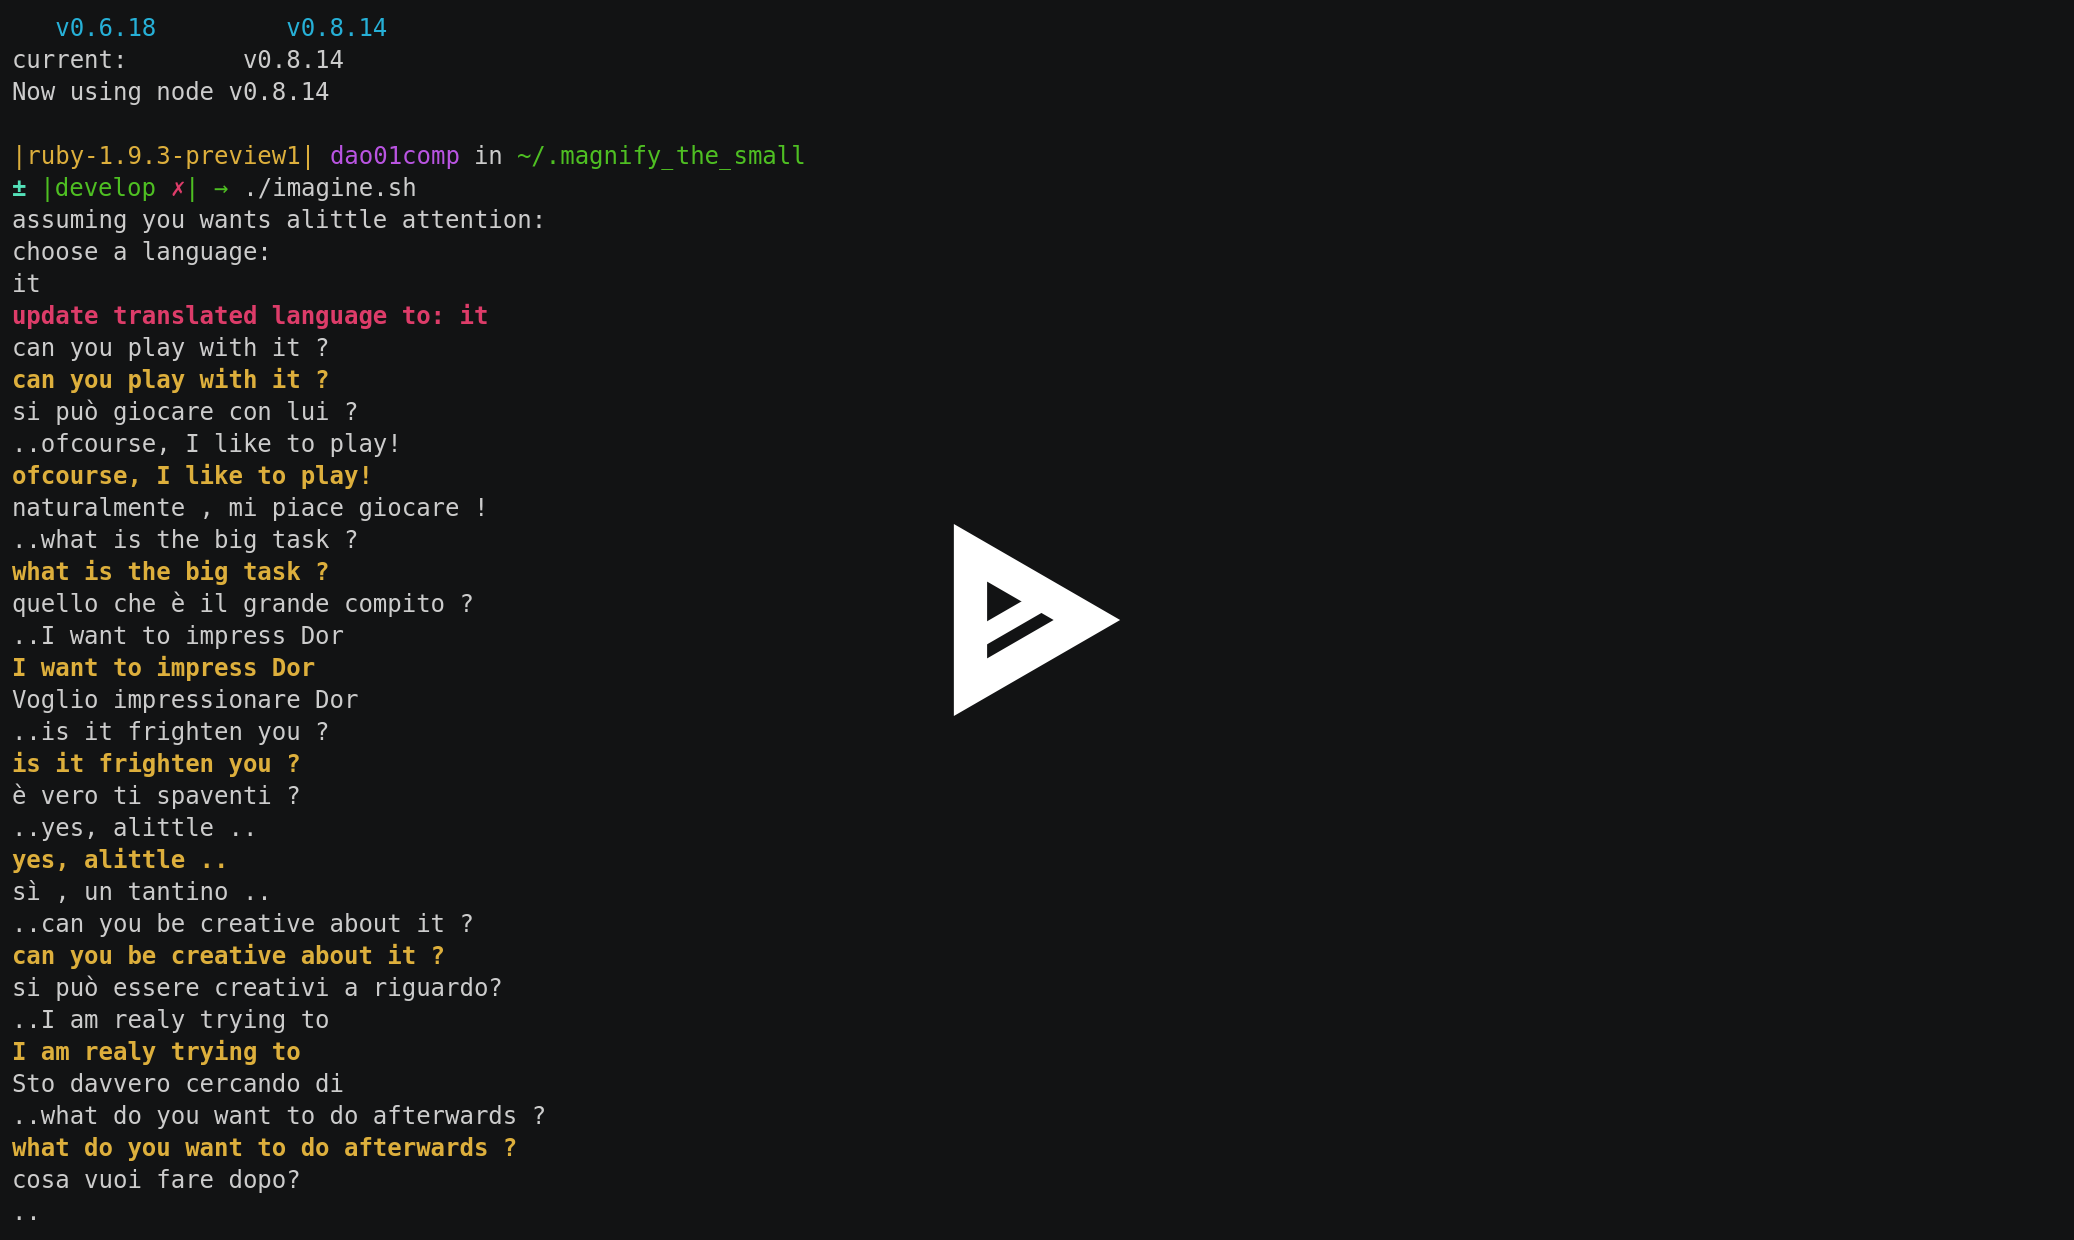 v0.6.18 v0.8.14
current: v0.8.14
Now using node v0.8.14
|ruby-1.9.3-preview1| dao01comp in ~/.magnify_the_small
± |develop ✗| → ./imagine.sh
assuming you wants alittle attention:
choose a language:
it
update translated language to: it
can you play with it ?
can you play with it ?
si può giocare con lui ?
..ofcourse, I like to play!
ofcourse, I like to play!
naturalmente , mi piace giocare !
..what is the big task ?
what is the big task ?
quello che è il grande compito ?
..I want to impress Dor
I want to impress Dor
Voglio impressionare Dor
..is it frighten you ?
is it frighten you ?
è vero ti spaventi ?
..yes, alittle ..
yes, alittle ..
sì , un tantino ..
..can you be creative about it ?
can you be creative about it ?
si può essere creativi a riguardo?
..I am realy trying to
I am realy trying to
Sto davvero cercando di
..what do you want to do afterwards ?
what do you want to do afterwards ?
cosa vuoi fare dopo?
..